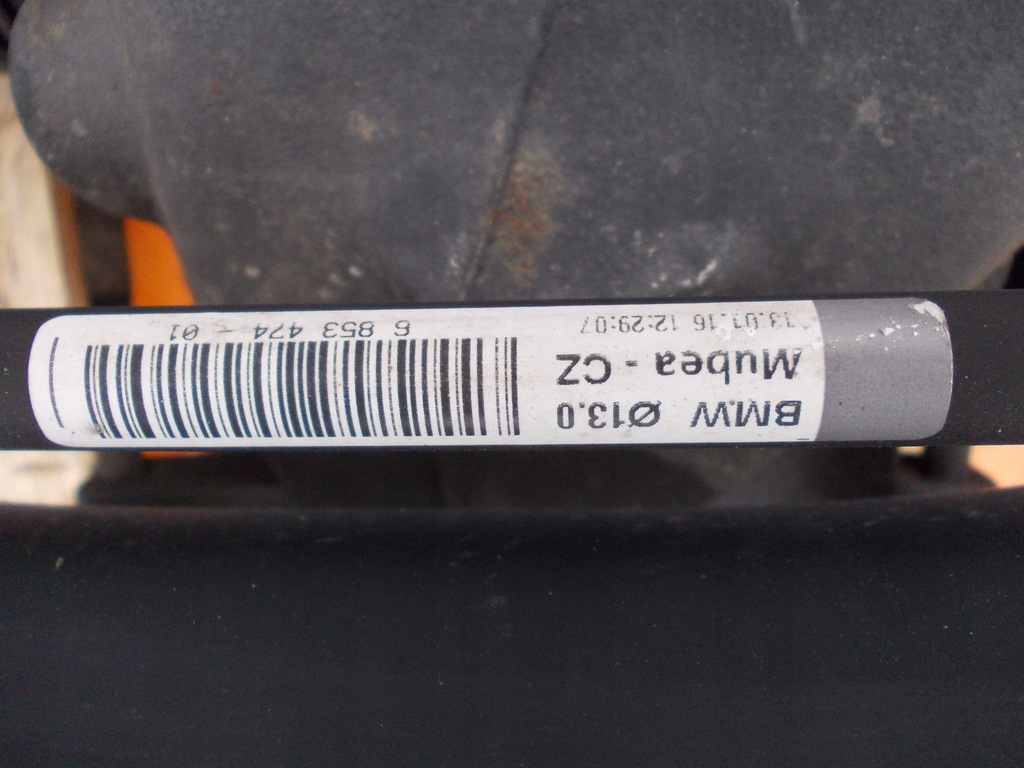 BMW Ø13.0
Mubea - CZ
13.01.16 12:29:07
6 853 474 - 01